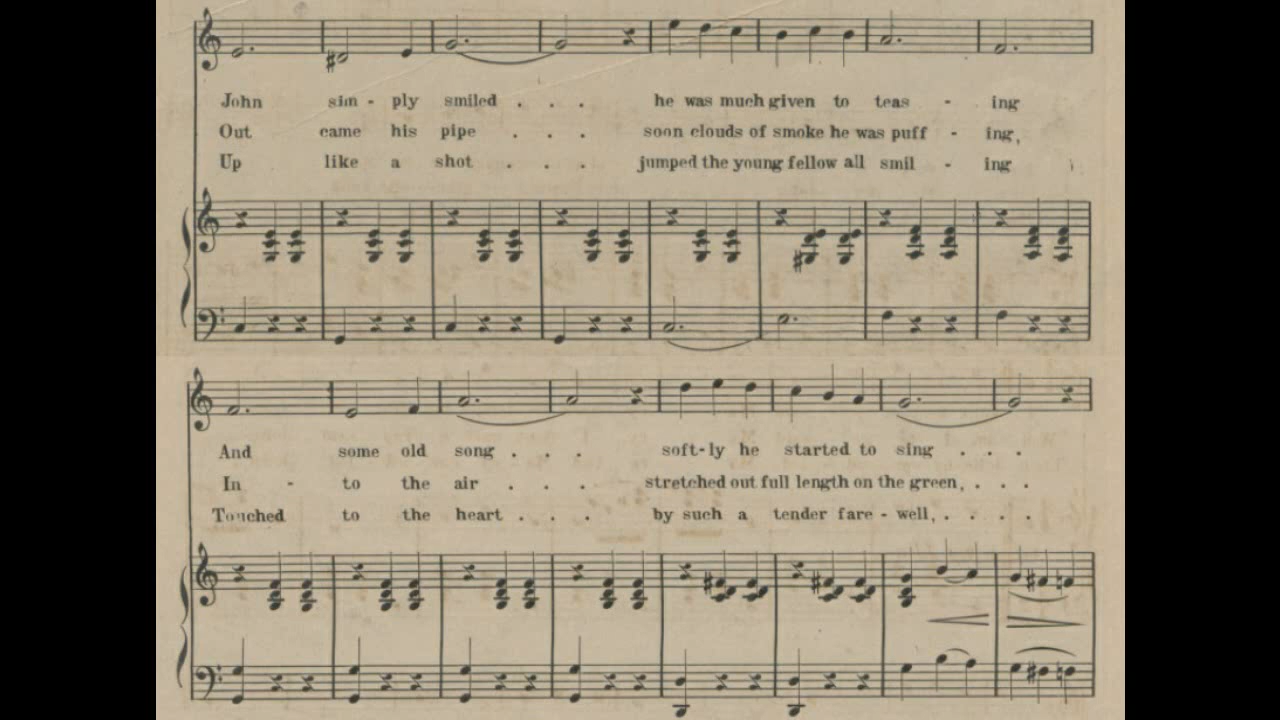 John sim - ply smiled . . . he was much given to teas - ing
Out came his pipe . . . soon clouds of smoke he was puff - ing,
Up like a shot . . . jumped the young fellow all smil - ing
And some old song . . . soft-ly he started to sing . . .
In - to the air . . . stretched out full length on the green, . . .
Touched to the heart . . . by such a tender fare - well, . . . .